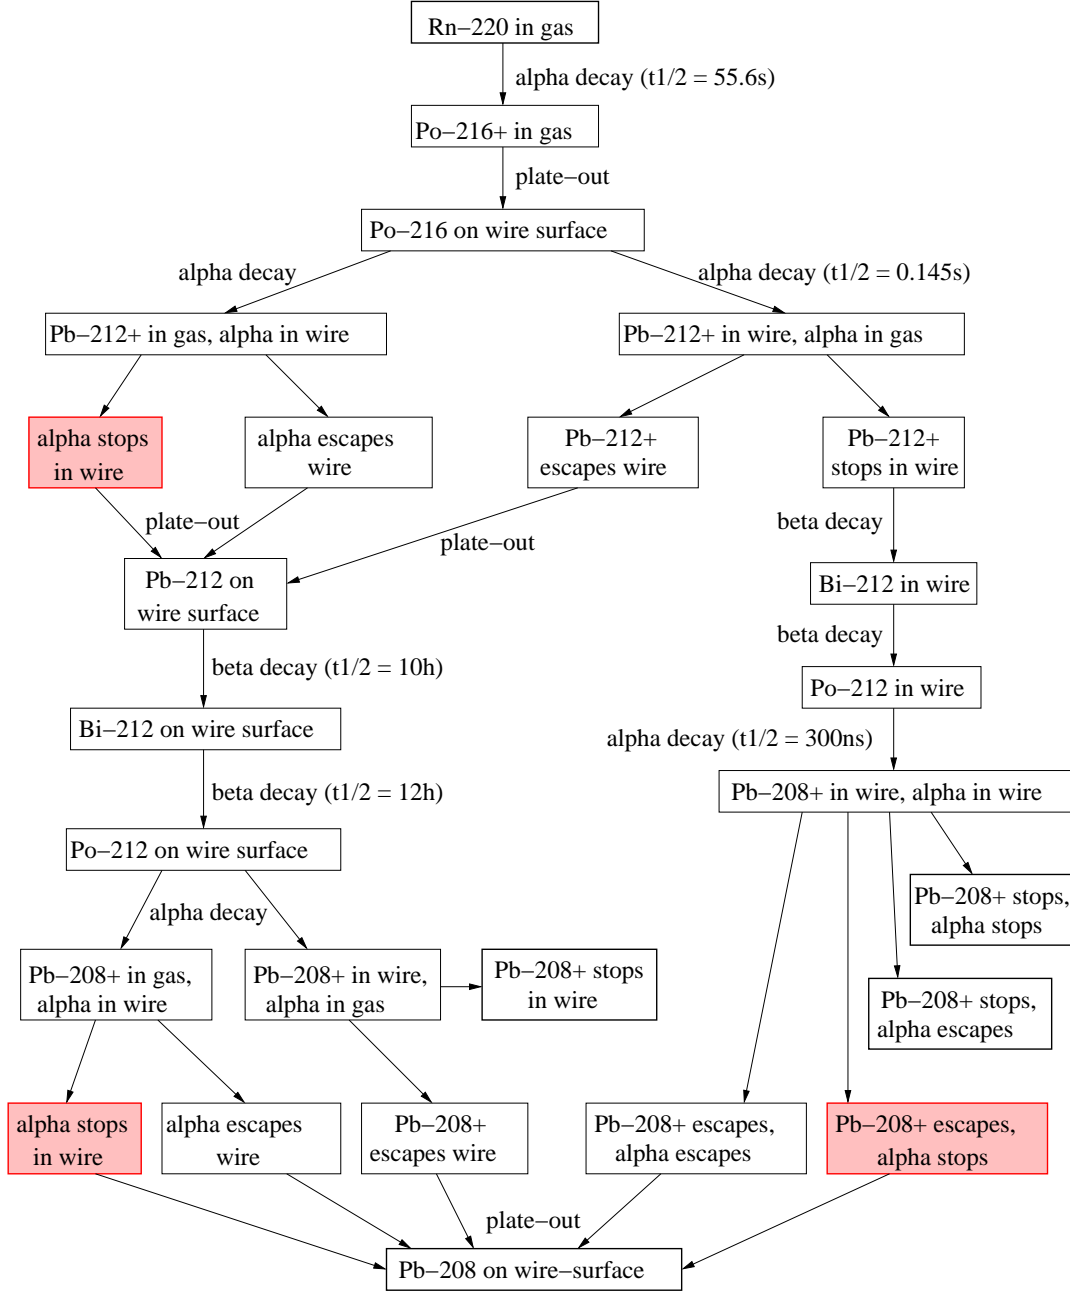 Rn−220 in gas
alpha decay (t1/2 = 55.6s)
Po−216+ in gas
plate−out
Po−216 on wire surface
alpha decay
alpha decay (t1/2 = 0.145s)
Pb−212+ in gas, alpha in wire
Pb−212+ in wire, alpha in gas
alpha stops
in wire
alpha escapes
wire
Pb−212+
escapes wire
Pb−212+
stops in wire
plate−out
plate−out
beta decay
Pb−212 on
wire surface
Bi−212 in wire
beta decay
beta decay (t1/2 = 10h)
Po−212 in wire
Bi−212 on wire surface
alpha decay (t1/2 = 300ns)
beta decay (t1/2 = 12h)
Pb−208+ in wire, alpha in wire
Po−212 on wire surface
alpha decay
Pb−208+ stops,
alpha stops
Pb−208+ in gas,
alpha in wire
Pb−208+ in wire,
alpha in gas
Pb−208+ stops
in wire
Pb−208+ stops,
alpha escapes
alpha stops
in wire
alpha escapes
wire
Pb−208+
escapes wire
Pb−208+ escapes,
alpha escapes
Pb−208+ escapes,
alpha stops
plate−out
Pb−208 on wire−surface